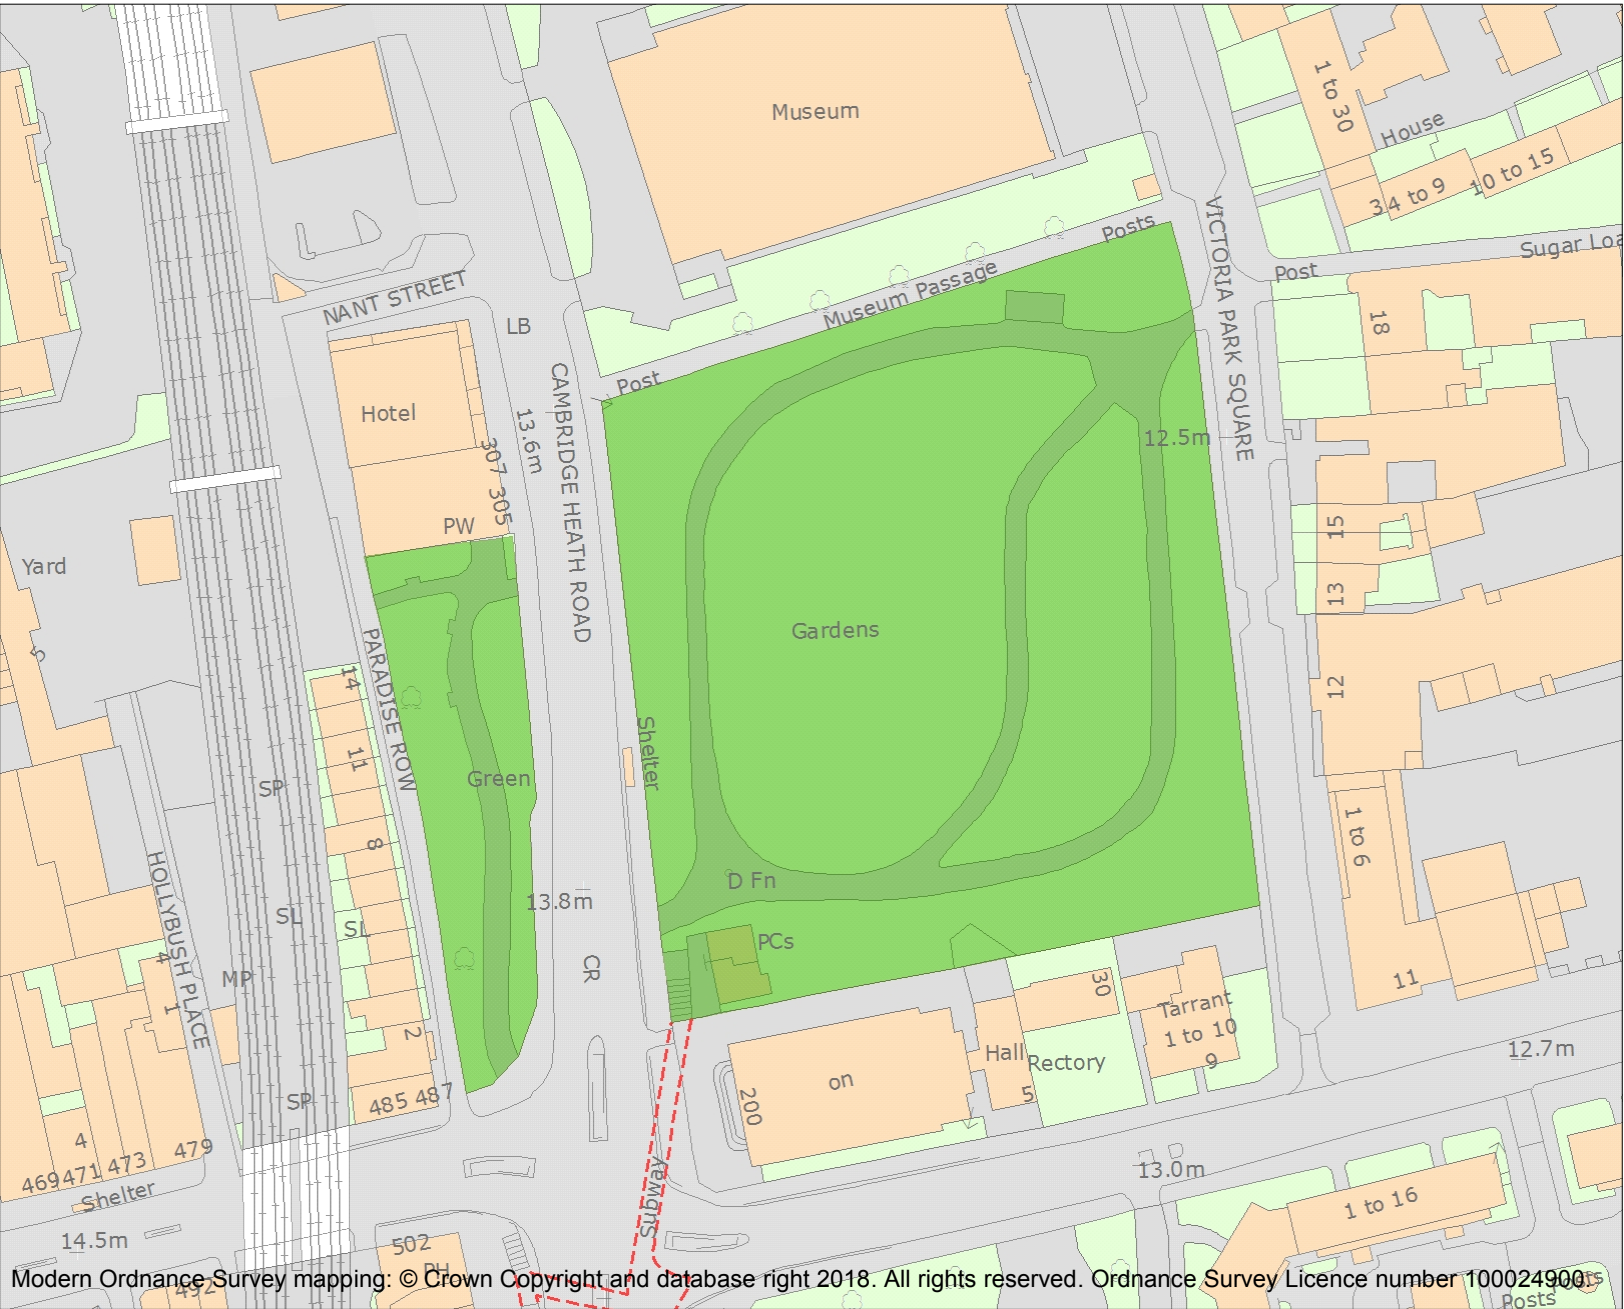 Museum
1 to 30
House
3 4 to 9
10 to 15
VICTORIA PARK SQUARE
Posts
Sugar Loa
Post
Museum Passage
NANT STREET
LB
18
Post
CAMBRIDGE HEATH ROAD
Hotel
13.6m
12.5m
307
305
PW
15
Yard
13
5
Gardens
PARADISE ROW
14
12
Shelter
11
Green
SP
8
1 to 6
HOLLYBUSH PLACE
D Fn
13.8m
SL
SL
PCs
4
MP
CR
30
11
1
Tarrant
1 to 10
9
2
Hall
Rectory
12.7m
on
5
SP
485 487
200
4
479
469 471 473
Shelter
Subway
13.0m
1 to 16
14.5m
502
PH
492
Posts
Posts
Modern Ordnance Survey mapping: © Crown Copyright and database right 2018. All rights reserved. Ordnance Survey Licence number 100024900.